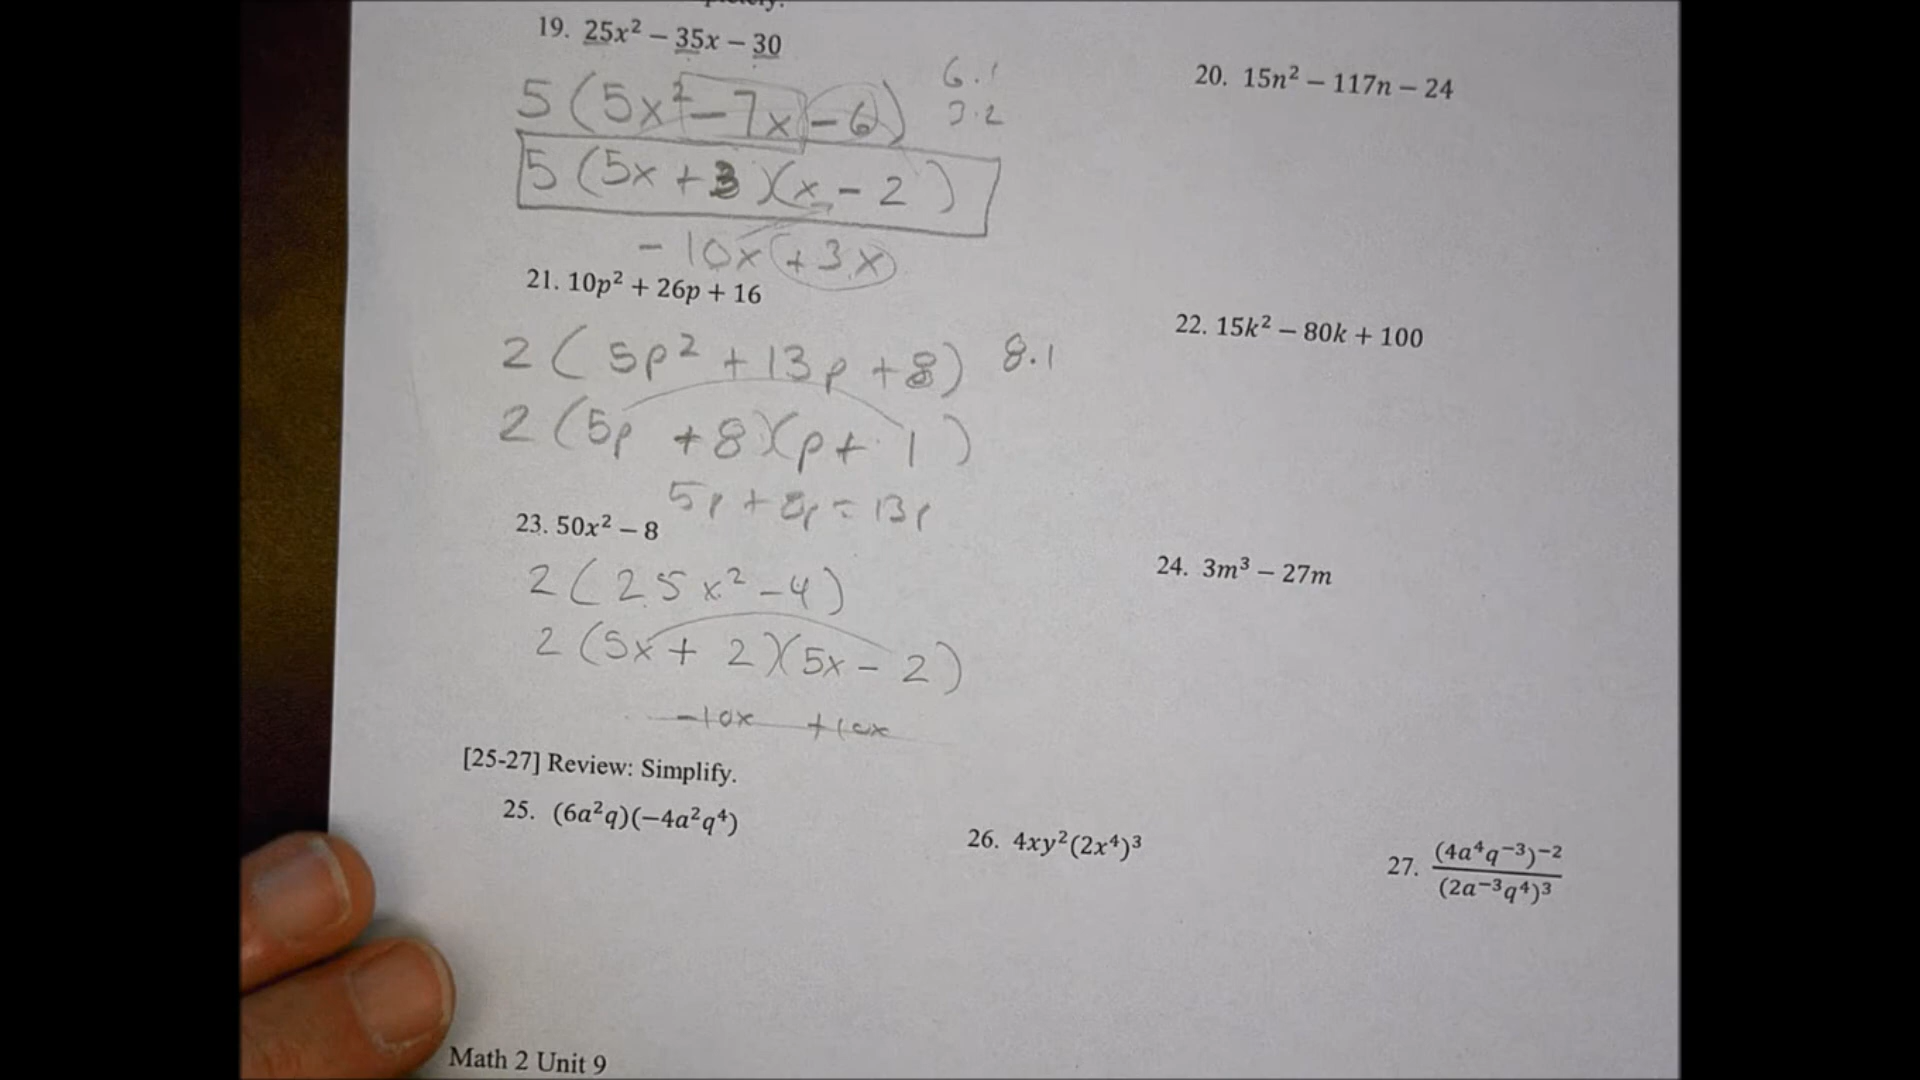 19. 25x² − 35x − 30
5(5x² − 7x − 6)
6·1
3·2
5(5x + 3)(x − 2)
−10x + 3x
20. 15n² − 117n − 24
21. 10p² + 26p + 16
2(5p² + 13p + 8) 8·1
2(5p + 8)(p + 1)
5p + 8p = 13p
22. 15k² − 80k + 100
23. 50x² − 8
2(25x² − 4)
2(5x + 2)(5x − 2)
−10x +10x
24. 3m³ − 27m
[25-27] Review: Simplify.
25. (6a²q)(−4a²q⁴)
26. 4xy²(2x⁴)³
27. (4a⁴q⁻³)⁻²
(2a⁻³q⁴)³
Math 2 Unit 9